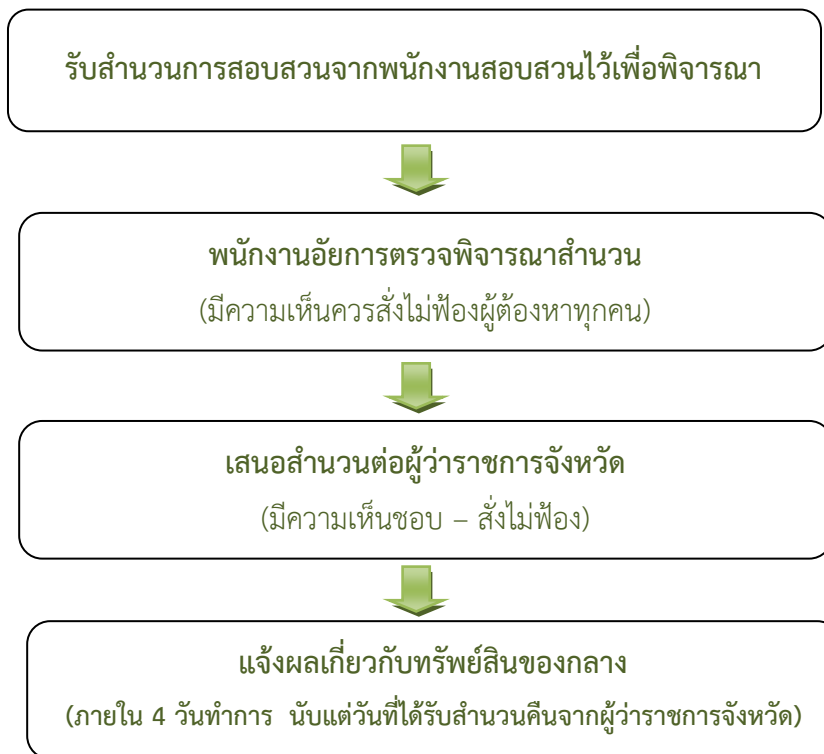 รับสำนวนการสอบสวนจากพนักงานสอบสวนไว้เพื่อพิจารณา
พนักงานอัยการตรวจพิจารณาสำนวน
(มีความเห็นควรสั่งไม่ฟ้องผู้ต้องหาทุกคน)
เสนอสำนวนต่อผู้ว่าราชการจังหวัด
(มีความเห็นชอบ – สั่งไม่ฟ้อง)
แจ้งผลเกี่ยวกับทรัพย์สินของกลาง
(ภายใน 4 วันทำการ นับแต่วันที่ได้รับสำนวนคืนจากผู้ว่าราชการจังหวัด)